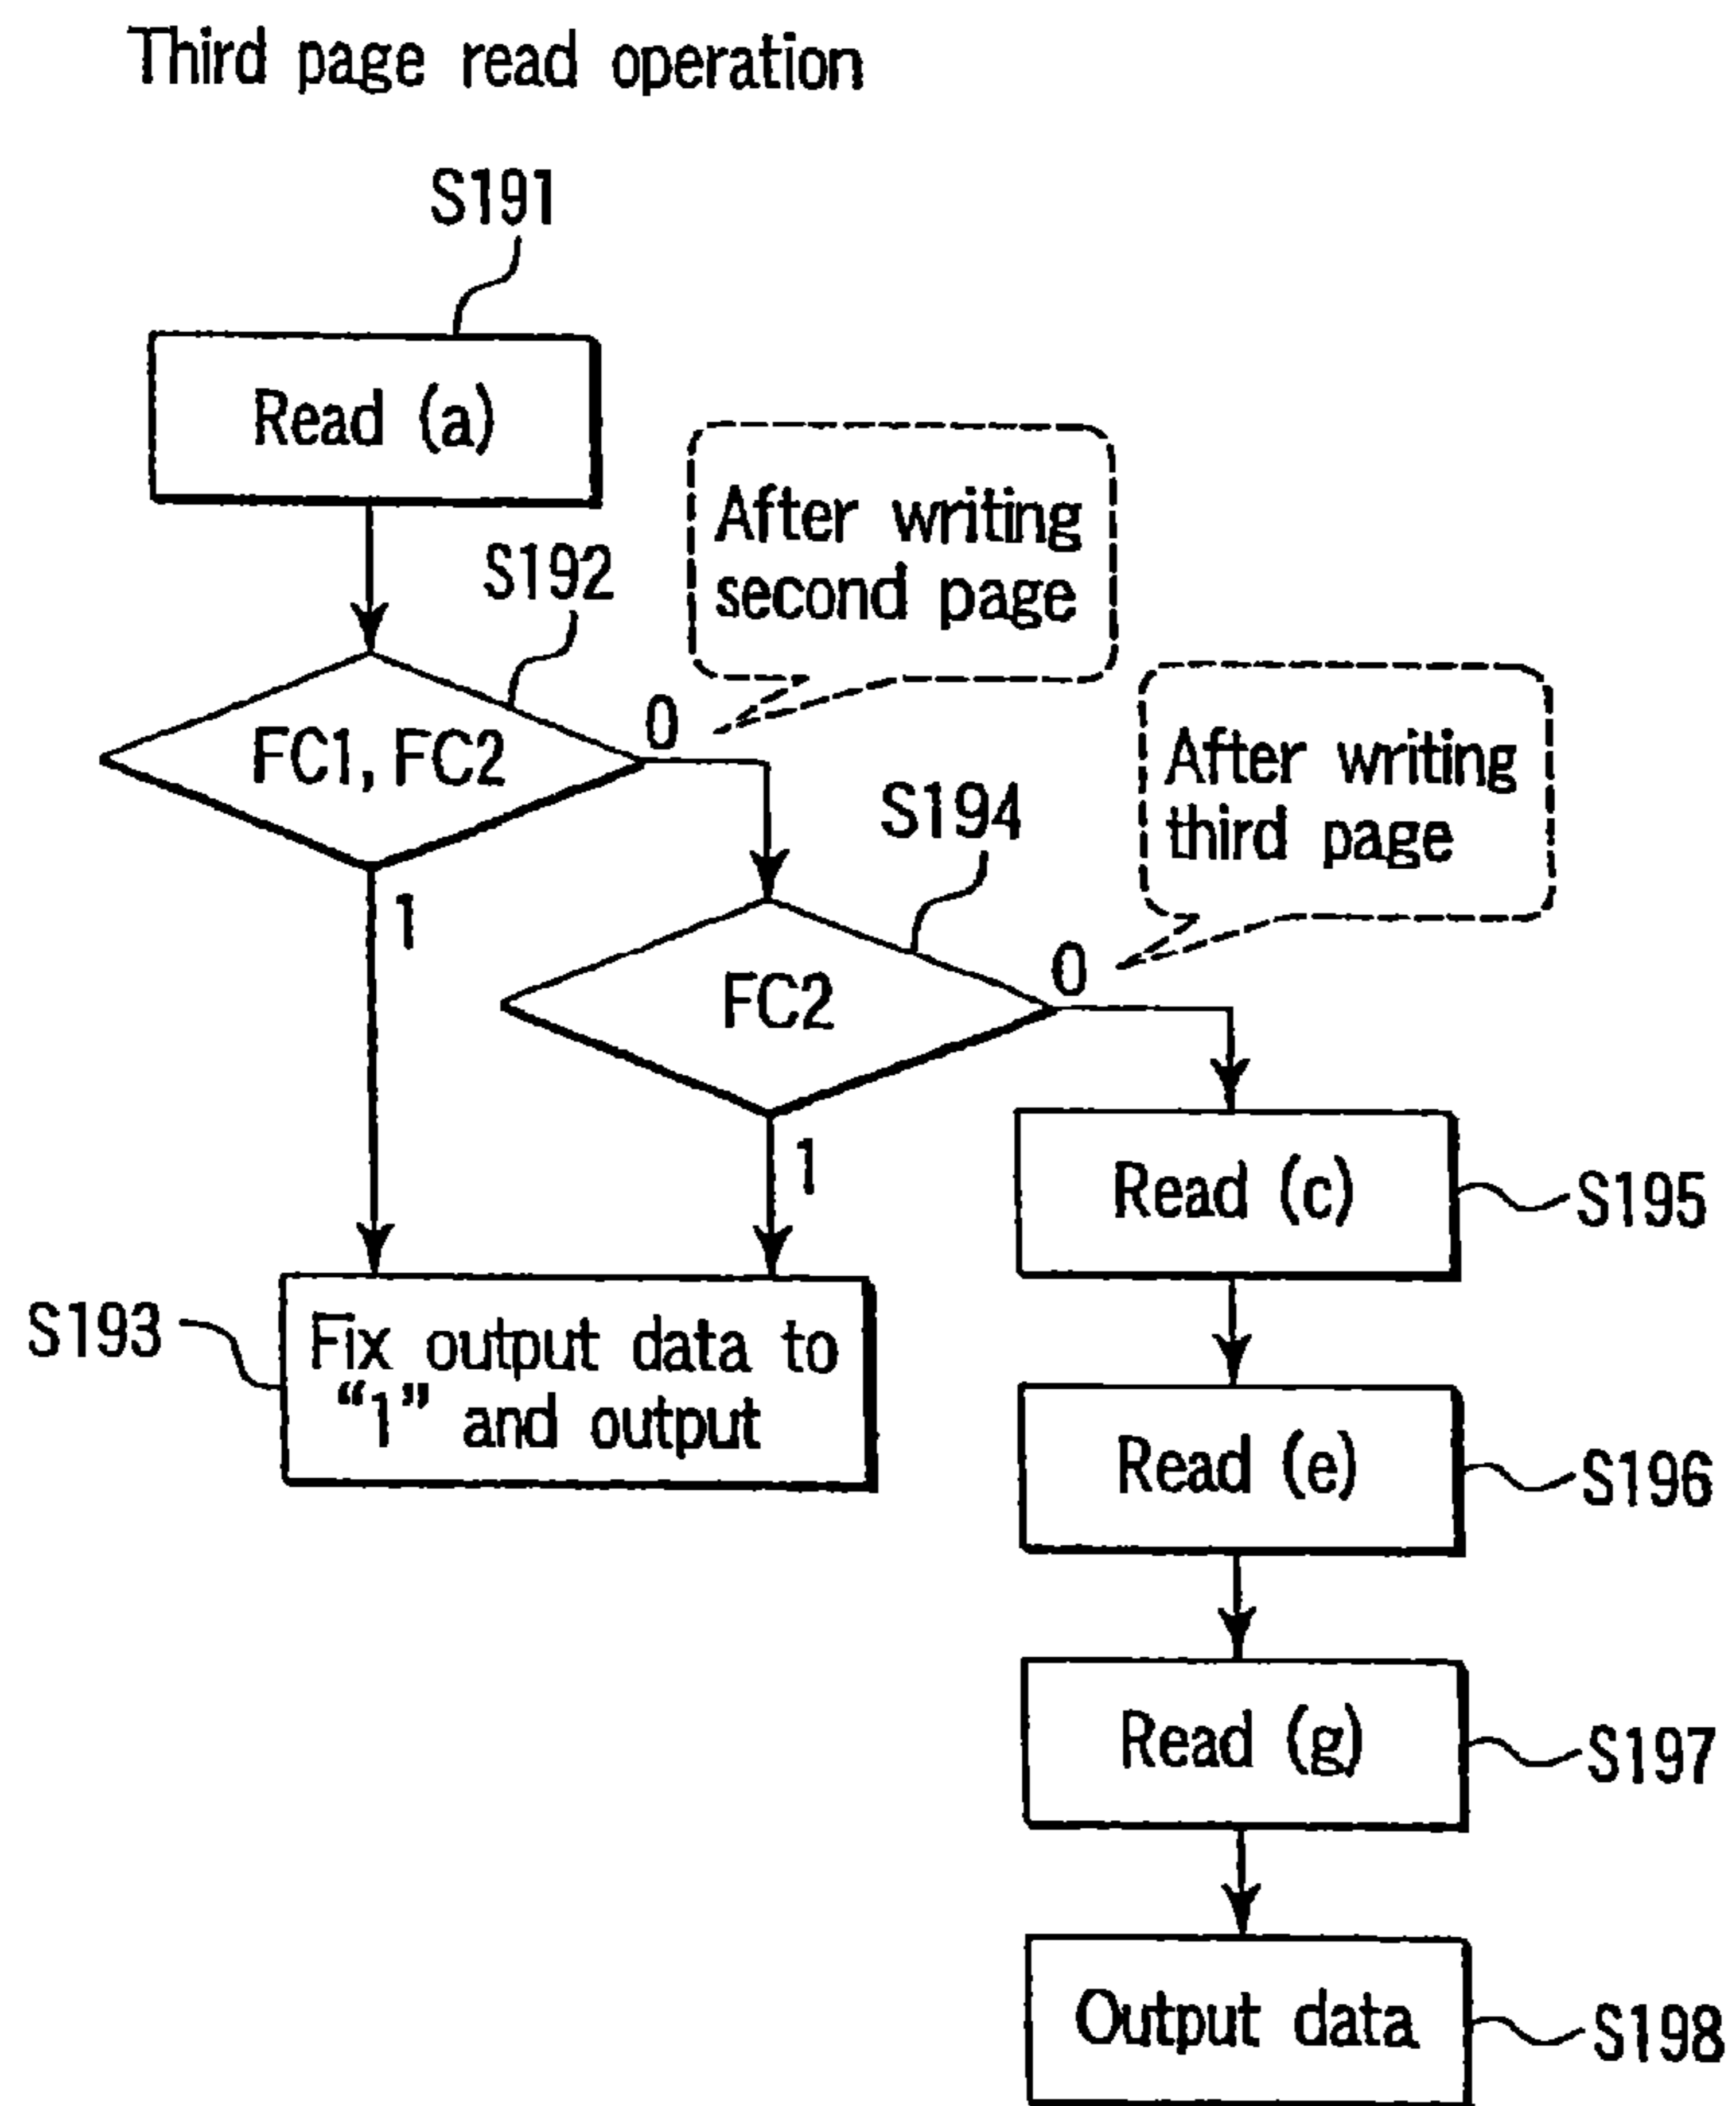 Third page read operation
S191
Read (a)
After writing
second page
S192
FC1, FC2
0
1
After writing
third page
S194
FC2
0
1
Read (c)
S195
S193
Fix output data to
“1” and output
Read (e)
S196
Read (g)
S197
Output data
S198